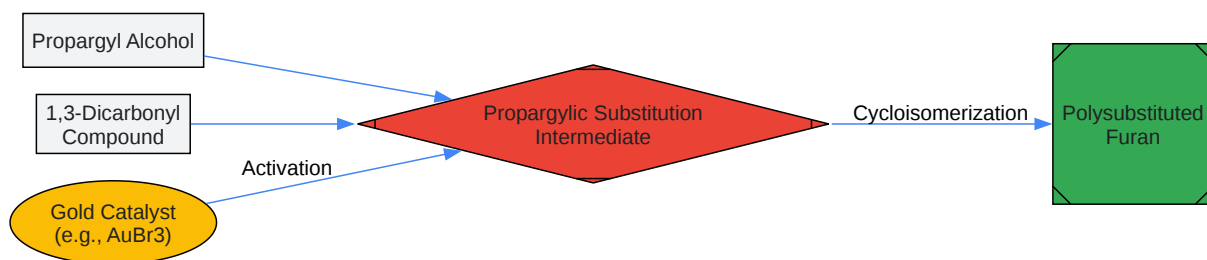 Propargyl Alcohol
1,3-Dicarbonyl
Compound
Activation
Gold Catalyst
(e.g., AuBr3)
Propargylic Substitution
Intermediate
Cycloisomerization
Polysubstituted
Furan